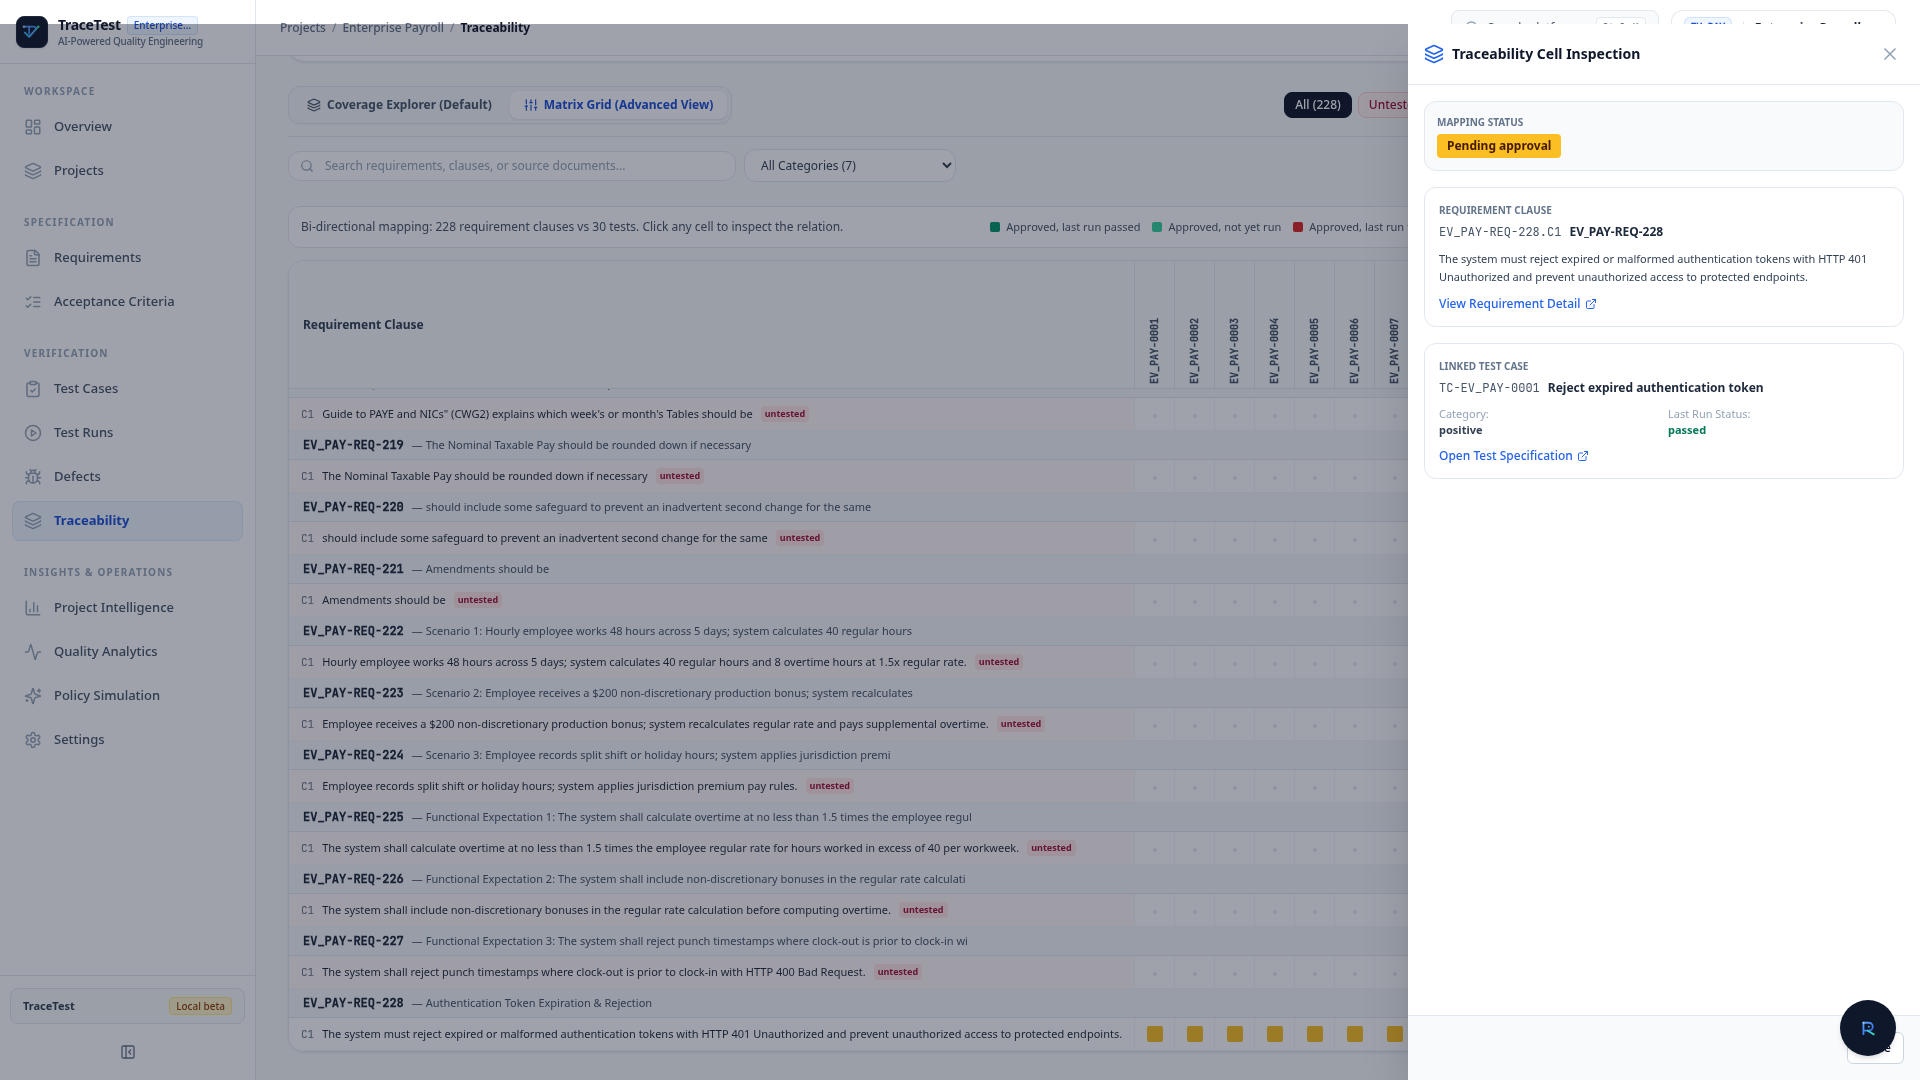 TraceTest Enterprise...
AI-Powered Quality Engineering
WORKSPACE
Overview
Projects
SPECIFICATION
Requirements
Acceptance Criteria
VERIFICATION
Test Cases
Test Runs
Defects
Traceability
INSIGHTS & OPERATIONS
Project Intelligence
Quality Analytics
Policy Simulation
Settings
TraceTest Local beta
Projects / Enterprise Payroll / Traceability
Coverage Explorer (Default)
Matrix Grid (Advanced View)
All (228)
Search requirements, clauses, or source documents...
All Categories (7)
Bi-directional mapping: 228 requirement clauses vs 30 tests. Click any cell to inspect the relation.
Approved, last run passed
Approved, not yet run
Approved, last run
Requirement Clause
EV_PAY-0001
EV_PAY-0002
EV_PAY-0003
EV_PAY-0004
EV_PAY-0005
EV_PAY-0006
EV_PAY-0007
C1 Guide to PAYE and NICs" (CWG2) explains which week's or month's Tables should be untested
EV_PAY-REQ-219 — The Nominal Taxable Pay should be rounded down if necessary
C1 The Nominal Taxable Pay should be rounded down if necessary untested
EV_PAY-REQ-220 — should include some safeguard to prevent an inadvertent second change for the same
C1 should include some safeguard to prevent an inadvertent second change for the same untested
EV_PAY-REQ-221 — Amendments should be
C1 Amendments should be untested
EV_PAY-REQ-222 — Scenario 1: Hourly employee works 48 hours across 5 days; system calculates 40 regular hours
C1 Hourly employee works 48 hours across 5 days; system calculates 40 regular hours and 8 overtime hours at 1.5x regular rate. untested
EV_PAY-REQ-223 — Scenario 2: Employee receives a $200 non-discretionary production bonus; system recalculates
C1 Employee receives a $200 non-discretionary production bonus; system recalculates regular rate and pays supplemental overtime. untested
EV_PAY-REQ-224 — Scenario 3: Employee records split shift or holiday hours; system applies jurisdiction premi
C1 Employee records split shift or holiday hours; system applies jurisdiction premium pay rules. untested
EV_PAY-REQ-225 — Functional Expectation 1: The system shall calculate overtime at no less than 1.5 times the employee regul
C1 The system shall calculate overtime at no less than 1.5 times the employee regular rate for hours worked in excess of 40 per workweek. untested
EV_PAY-REQ-226 — Functional Expectation 2: The system shall include non-discretionary bonuses in the regular rate calculati
C1 The system shall include non-discretionary bonuses in the regular rate calculation before computing overtime. untested
EV_PAY-REQ-227 — Functional Expectation 3: The system shall reject punch timestamps where clock-out is prior to clock-in wi
C1 The system shall reject punch timestamps where clock-out is prior to clock-in with HTTP 400 Bad Request. untested
EV_PAY-REQ-228 — Authentication Token Expiration & Rejection
C1 The system must reject expired or malformed authentication tokens with HTTP 401 Unauthorized and prevent unauthorized access to protected endpoints.
Traceability Cell Inspection
MAPPING STATUS
Pending approval
REQUIREMENT CLAUSE
EV_PAY-REQ-228.C1 EV_PAY-REQ-228
The system must reject expired or malformed authentication tokens with HTTP 401
Unauthorized and prevent unauthorized access to protected endpoints.
View Requirement Detail
LINKED TEST CASE
TC-EV_PAY-0001 Reject expired authentication token
Category: Last Run Status:
positive passed
Open Test Specification